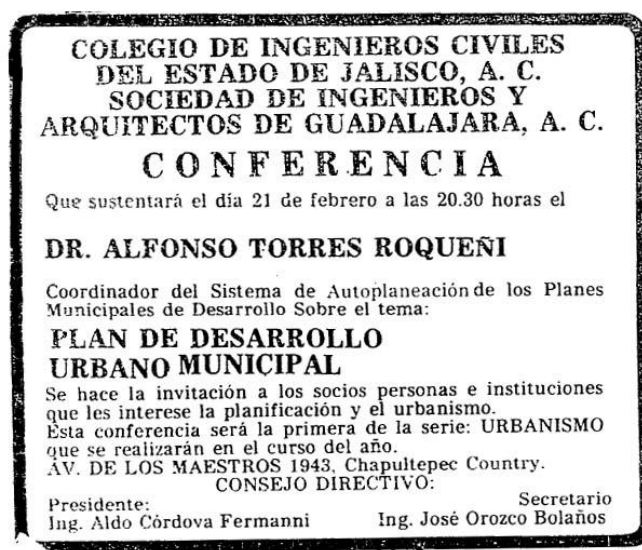 COLEGIO DE INGENIEROS CIVILES
DEL ESTADO DE JALISCO, A. C.
SOCIEDAD DE INGENIEROS Y
ARQUITECTOS DE GUADALAJARA, A. C.
CONFERENCIA
Que sustentará el día 21 de febrero a las 20.30 horas el
DR. ALFONSO TORRES ROQUEÑI
Coordinador del Sistema de Autoplaneación de los Planes
Municipales de Desarrollo Sobre el tema:
PLAN DE DESARROLLO
URBANO MUNICIPAL
Se hace la invitación a los socios personas e instituciones
que les interese la planificación y el urbanismo.
Esta conferencia será la primera de la serie: URBANISMO
que se realizarán en el curso del año.
AV. DE LOS MAESTROS 1943, Chapultepec Country.
CONSEJO DIRECTIVO:
Presidente: Secretario
Ing. Aldo Córdova Fermanni Ing. José Orozco Bolaños